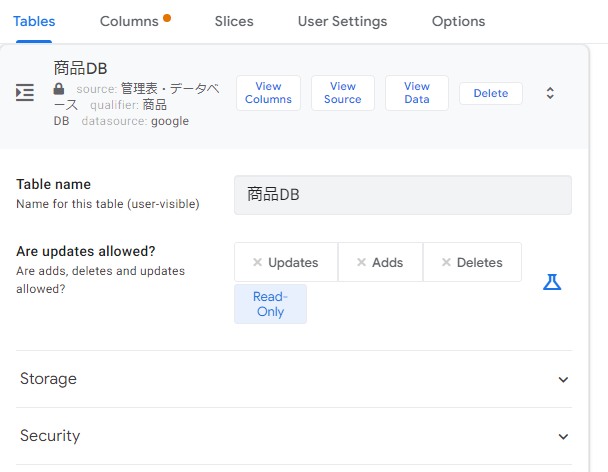 Tables Columns Slices User Settings Options
商品DB
source: 管理表・データベ
ース qualifier: 商品
DB datasource: google
View
Columns
View
Source
View
Data
Delete
Table name
Name for this table (user-visible)
商品DB
Are updates allowed?
Are adds, deletes and updates
allowed?
Updates
Adds
Deletes
Read-
Only
Storage
Security